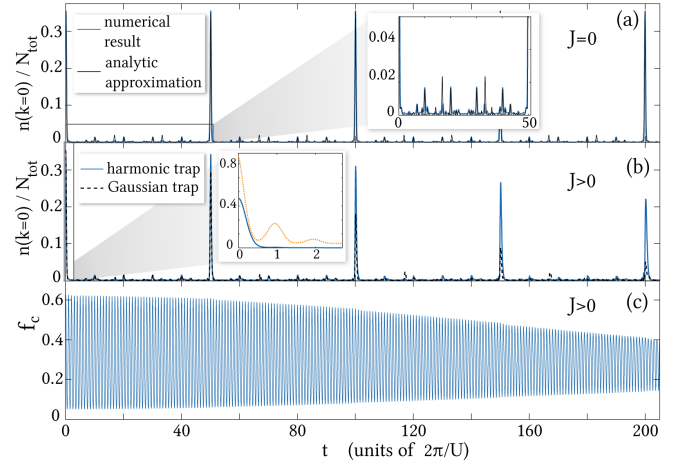 (a)
J=0
numerical
result
analytic
approximation
n(k=0) / N_tot
0.3
0.2
0.1
0
0.04
0.02
0
0 50
(b)
J>0
harmonic trap
Gaussian trap
n(k=0) / N_tot
0.3
0.2
0.1
0
0.8
0.4
0
0 1 2
(c)
J>0
f_c
0.6
0.4
0.2
0
0 40 80 120 160 200
t (units of 2π/U)